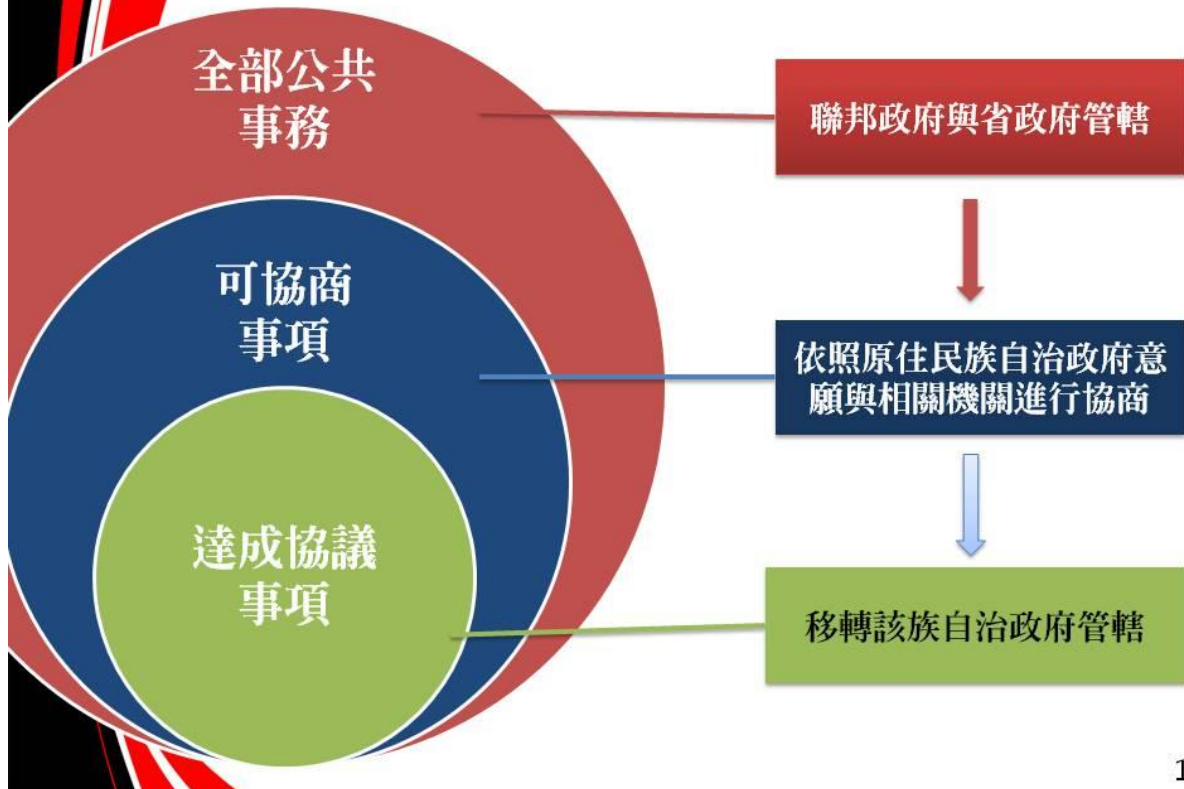 全部公共
事務
聯邦政府與省政府管轄
可協商
事項
依照原住民族自治政府意
願與相關機關進行協商
達成協議
事項
移轉該族自治政府管轄
1